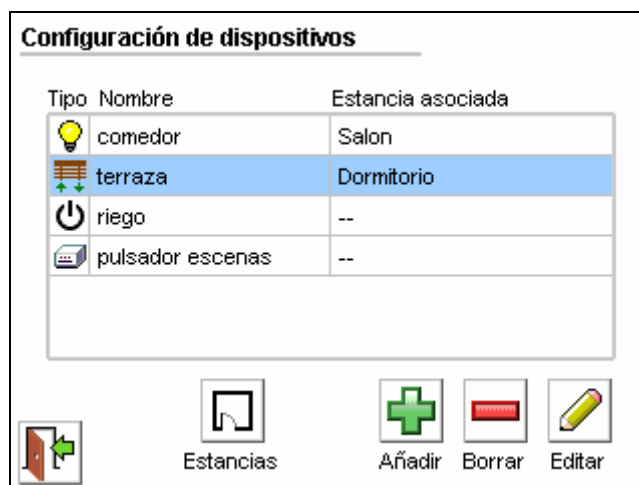 Configuración de dispositivos
Tipo Nombre Estancia asociada
comedor Salon
terraza Dormitorio
riego --
pulsador escenas --
Estancias Añadir Borrar Editar